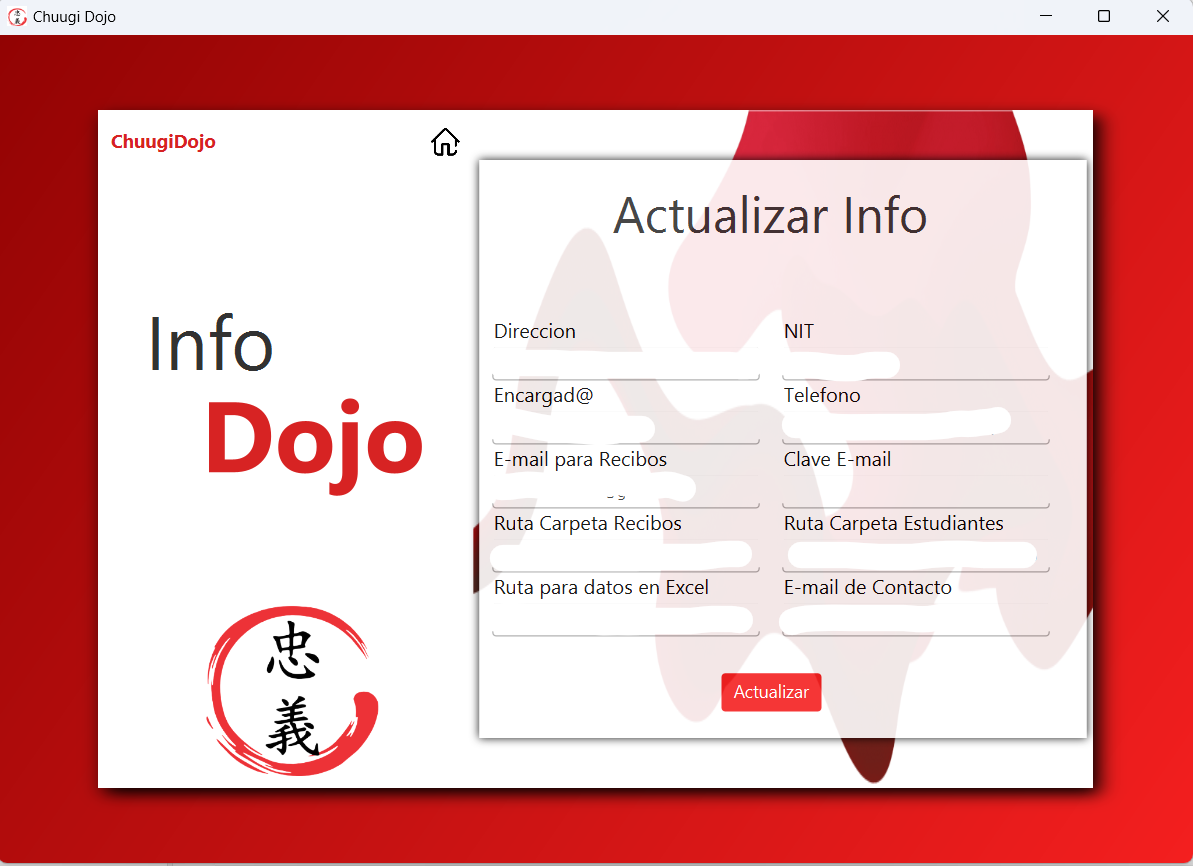 Chuugi Dojo
ChuugiDojo
Info
Dojo
忠
義
Actualizar Info
Direccion
NIT
Encargad@
Telefono
E-mail para Recibos
Clave E-mail
Ruta Carpeta Recibos
Ruta Carpeta Estudiantes
Ruta para datos en Excel
E-mail de Contacto
Actualizar